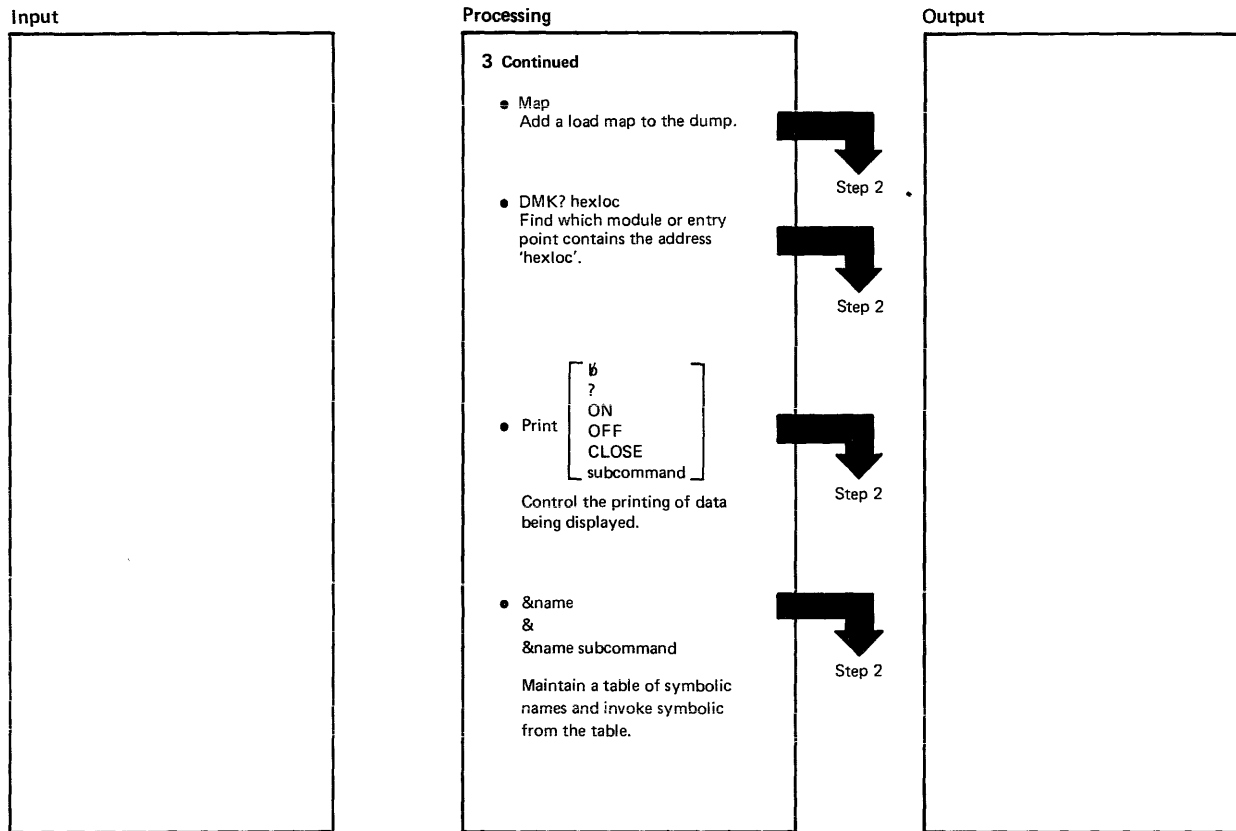 Input
Processing
Output
3 Continued
• Map
Add a load map to the dump.
Step 2
• DMK? hexloc
Find which module or entry
point contains the address
'hexloc'.
Step 2
• Print
b̸
?
ON
OFF
CLOSE
subcommand
Step 2
Control the printing of data
being displayed.
• &name
&
&name subcommand
Step 2
Maintain a table of symbolic
names and invoke symbolic
from the table.